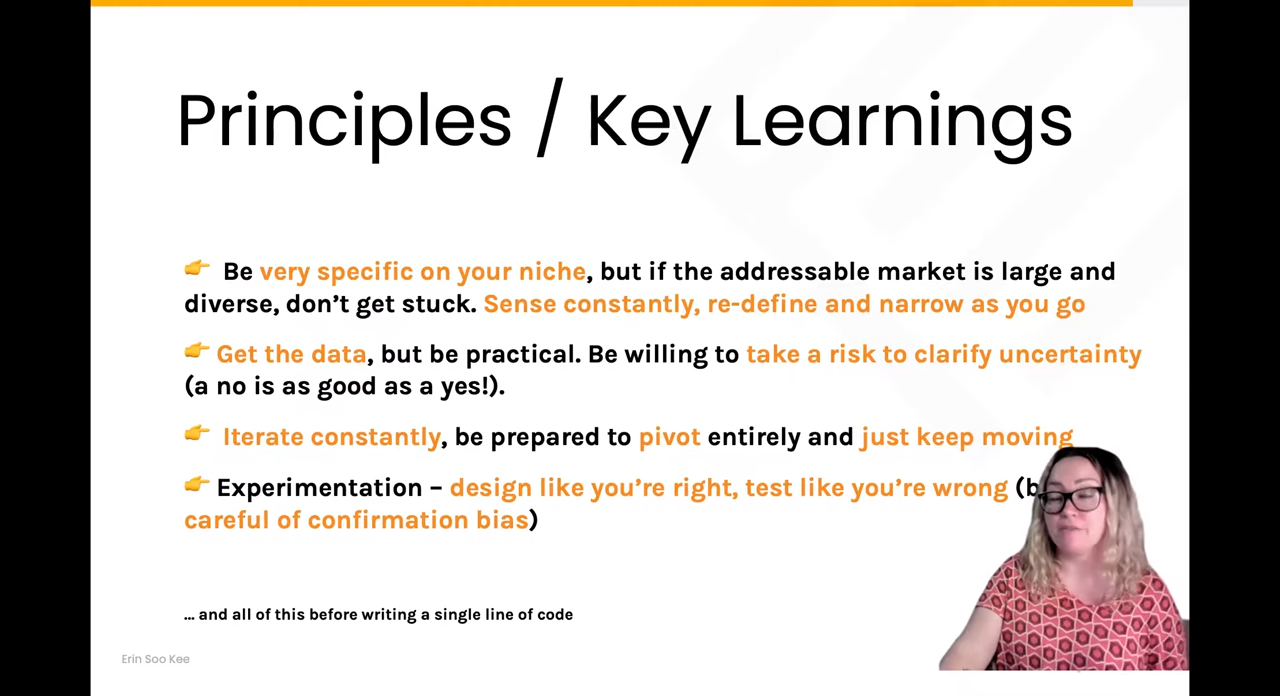 Principles / Key Learnings
👉 Be very specific on your niche, but if the addressable market is large and
diverse, don’t get stuck. Sense constantly, re-define and narrow as you go
👉 Get the data, but be practical. Be willing to take a risk to clarify uncertainty
(a no is as good as a yes!).
👉 Iterate constantly, be prepared to pivot entirely and just keep moving
👉 Experimentation – design like you’re right, test like you’re wrong (
careful of confirmation bias)
... and all of this before writing a single line of code
Erin Soo Kee